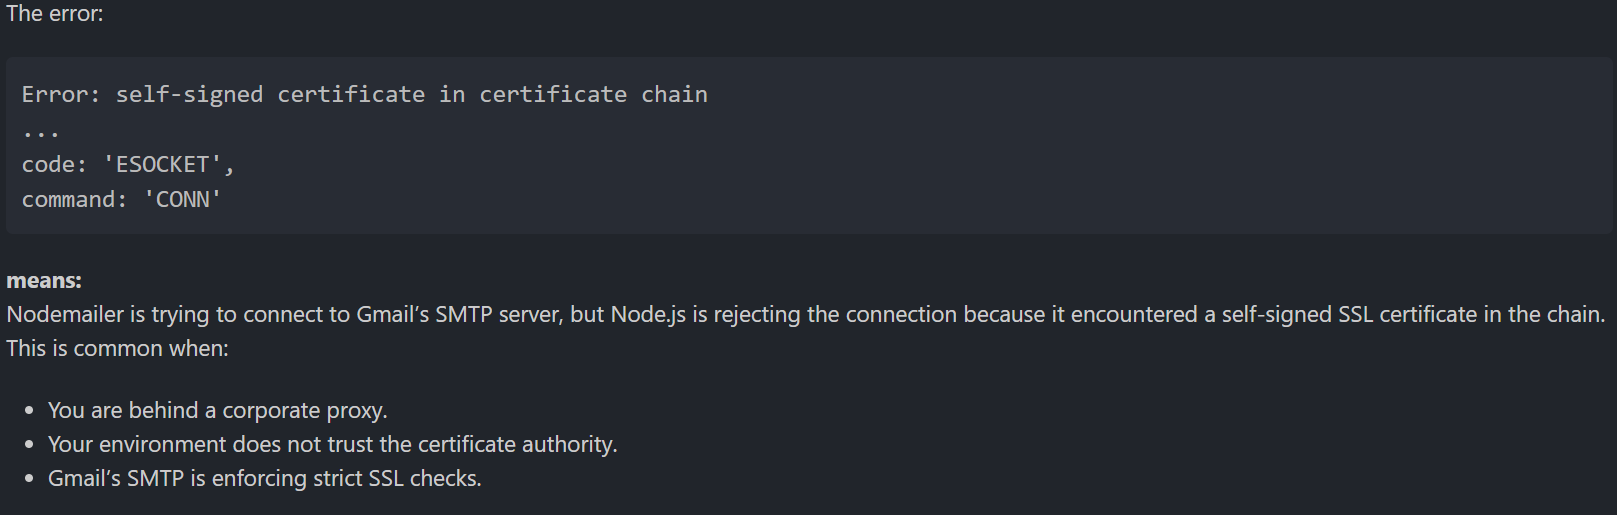 The error:
Error: self-signed certificate in certificate chain
...
code: 'ESOCKET',
command: 'CONN'
means:
Nodemailer is trying to connect to Gmail’s SMTP server, but Node.js is rejecting the connection because it encountered a self-signed SSL certificate in the chain.
This is common when:
• You are behind a corporate proxy.
• Your environment does not trust the certificate authority.
• Gmail’s SMTP is enforcing strict SSL checks.